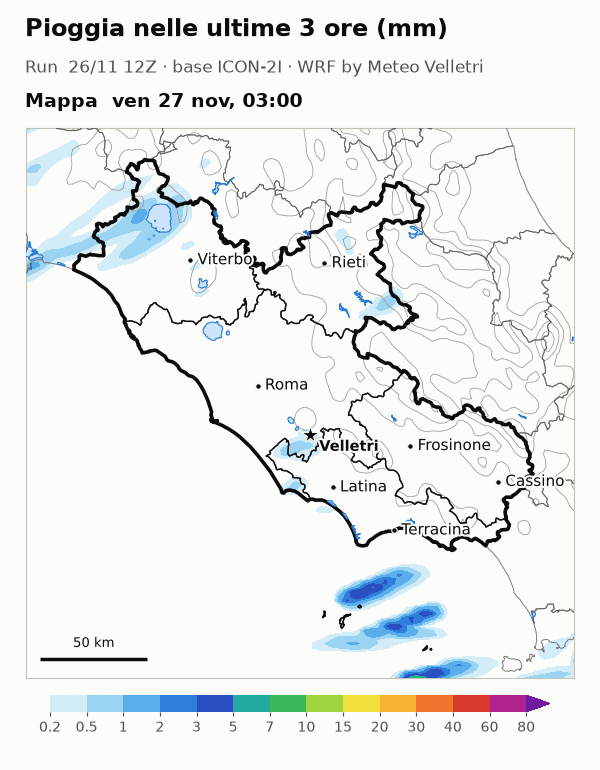 Pioggia nelle ultime 3 ore (mm)
Run  26/11 12Z · base ICON-2I · WRF by Meteo Velletri
Mappa  ven 27 nov, 03:00
Viterbo
Rieti
Roma
Velletri
Frosinone
Latina
Cassino
Terracina
50 km
0.2 0.5 1 2 3 5 7 10 15 20 30 40 60 80